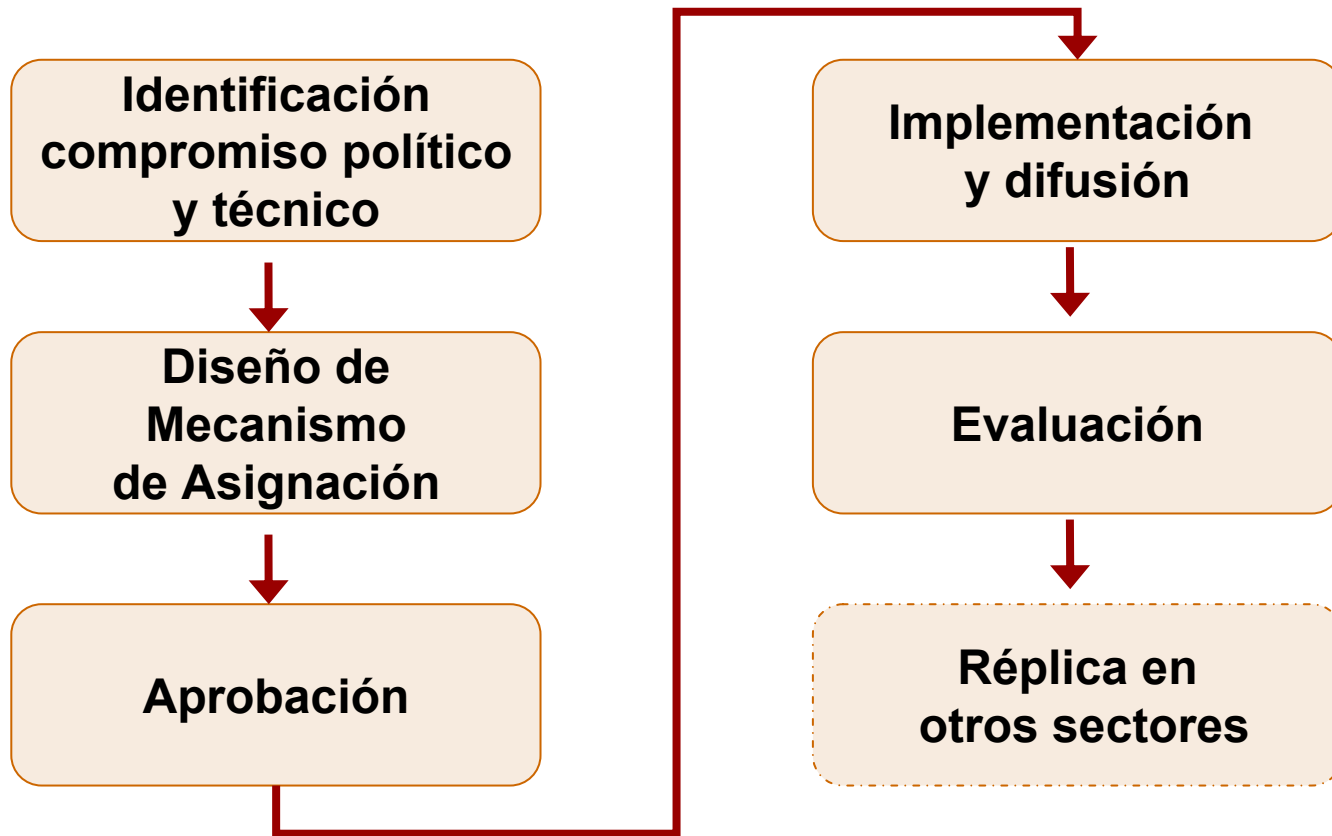 Identificación
compromiso político
y técnico
Diseño de
Mecanismo
de Asignación
Aprobación
Implementación
y difusión
Evaluación
Réplica en
otros sectores